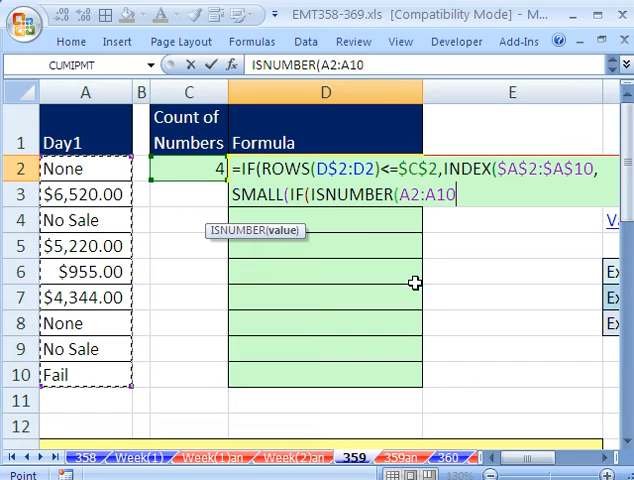 EMT358-369.xls [Compatibility Mode] - M...
Home Insert Page Layout Formulas Data Review View Developer Add-Ins
CUMIPMT fx ISNUMBER(A2:A10
A B C D E
1 Day1 Count of Numbers Formula
2 None 4 =IF(ROWS(D$2:D2)<=$C$2,INDEX($A$2:$A$10,
3 $6,520.00 SMALL(IF(ISNUMBER(A2:A10
4 No Sale
ISNUMBER(value)
5 $5,220.00
6 $955.00 Ex
7 $4,344.00 Ex
8 None Ex
9 No Sale
10 Fail
11
12
358 Week(1) Week(1)an Week(2)an 359 359an 360
Point 130%